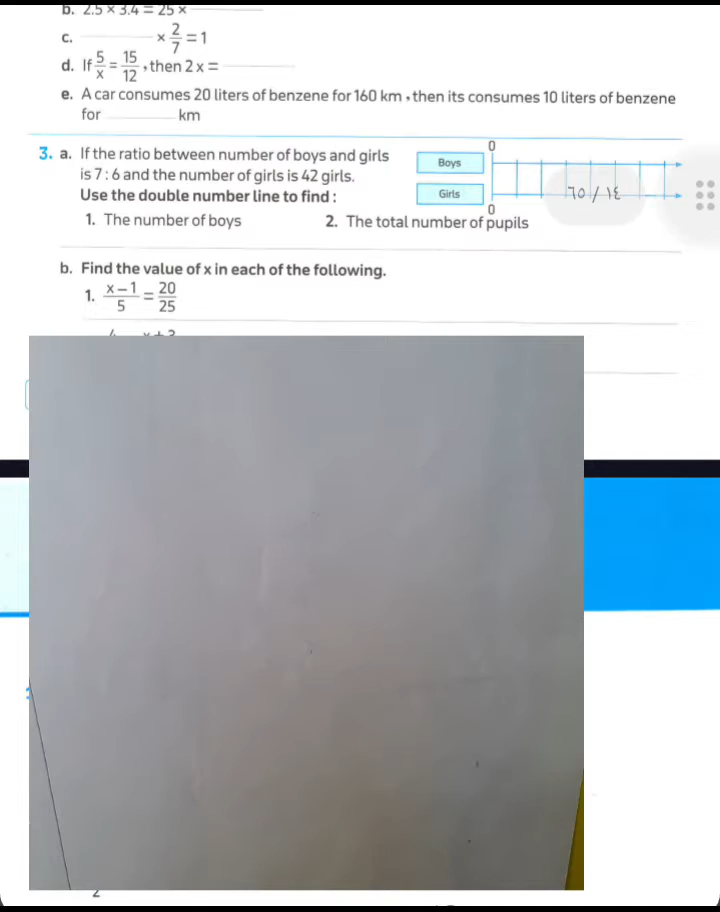 b. 2.5 × 3.4 = 25 ×
c. × 2/7 = 1
d. If 5/x = 15/12 , then 2 x =
e. A car consumes 20 liters of benzene for 160 km , then its consumes 10 liters of benzene
for km
3. a. If the ratio between number of boys and girls
is 7 : 6 and the number of girls is 42 girls.
Use the double number line to find :
1. The number of boys 2. The total number of pupils
0
Boys
Girls
0
٦٥ / ١٤
b. Find the value of x in each of the following.
1. x – 1/5 = 20/25